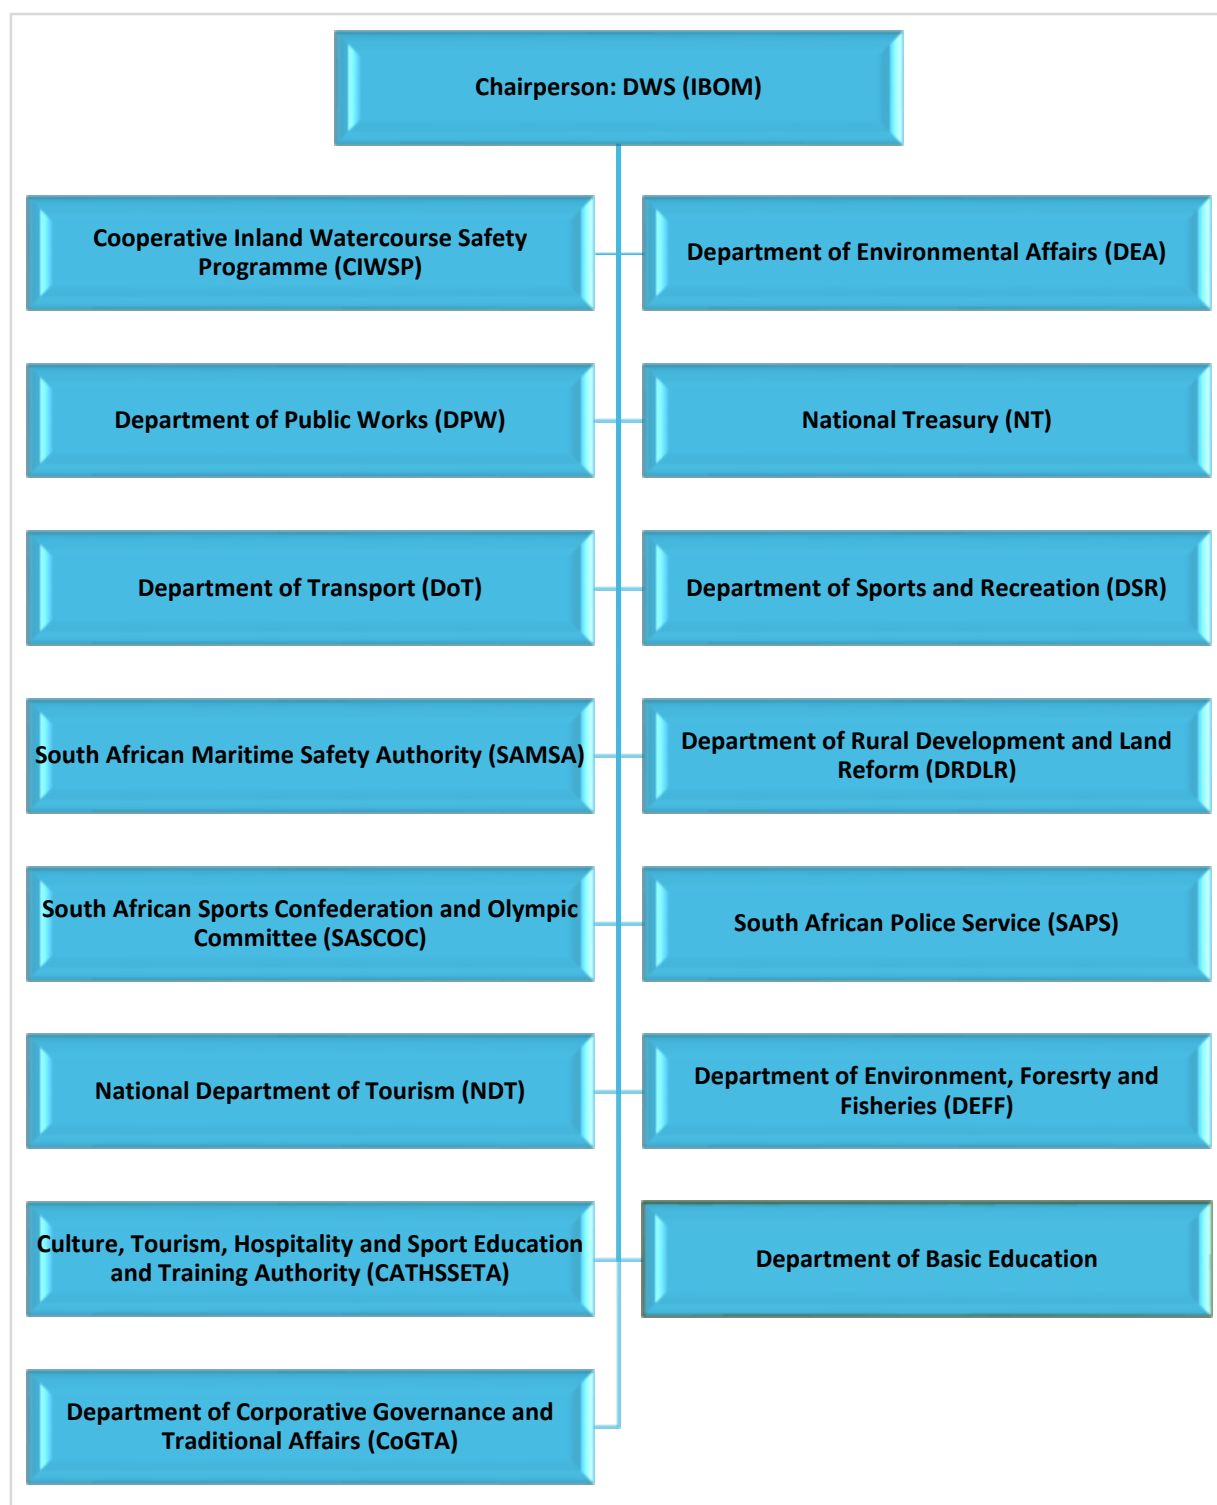 Chairperson: DWS (IBOM)
Cooperative Inland Watercourse Safety
Programme (CIWSP)
Department of Environmental Affairs (DEA)
Department of Public Works (DPW)
National Treasury (NT)
Department of Transport (DoT)
Department of Sports and Recreation (DSR)
South African Maritime Safety Authority (SAMSA)
Department of Rural Development and Land
Reform (DRDLR)
South African Sports Confederation and Olympic
Committee (SASCOC)
South African Police Service (SAPS)
National Department of Tourism (NDT)
Department of Environment, Foresrty and
Fisheries (DEFF)
Culture, Tourism, Hospitality and Sport Education
and Training Authority (CATHSSETA)
Department of Basic Education
Department of Corporative Governance and
Traditional Affairs (CoGTA)